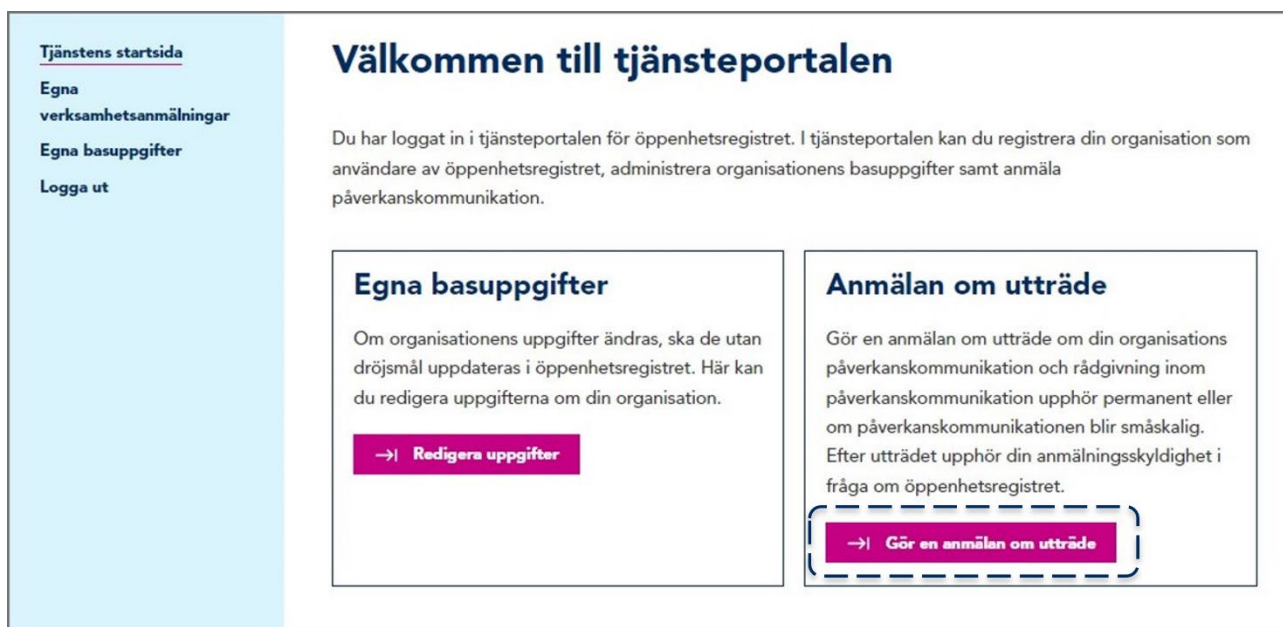 Tjänstens startsida
Egna
verksamhetsanmälningar
Egna basuppgifter
Logga ut
Välkommen till tjänsteportalen
Du har loggat in i tjänsteportalen för öppenhetsregistret. I tjänsteportalen kan du registrera din organisation som
användare av öppenhetsregistret, administrera organisationens basuppgifter samt anmäla
påverkanskommunikation.
Egna basuppgifter
Om organisationens uppgifter ändras, ska de utan
dröjsmål uppdateras i öppenhetsregistret. Här kan
du redigera uppgifterna om din organisation.
Redigera uppgifter
Anmälan om utträde
Gör en anmälan om utträde om din organisations
påverkanskommunikation och rådgivning inom
påverkanskommunikation upphör permanent eller
om påverkanskommunikationen blir småskalig.
Efter utträdet upphör din anmälningsskyldighet i
fråga om öppenhetsregistret.
Gör en anmälan om utträde